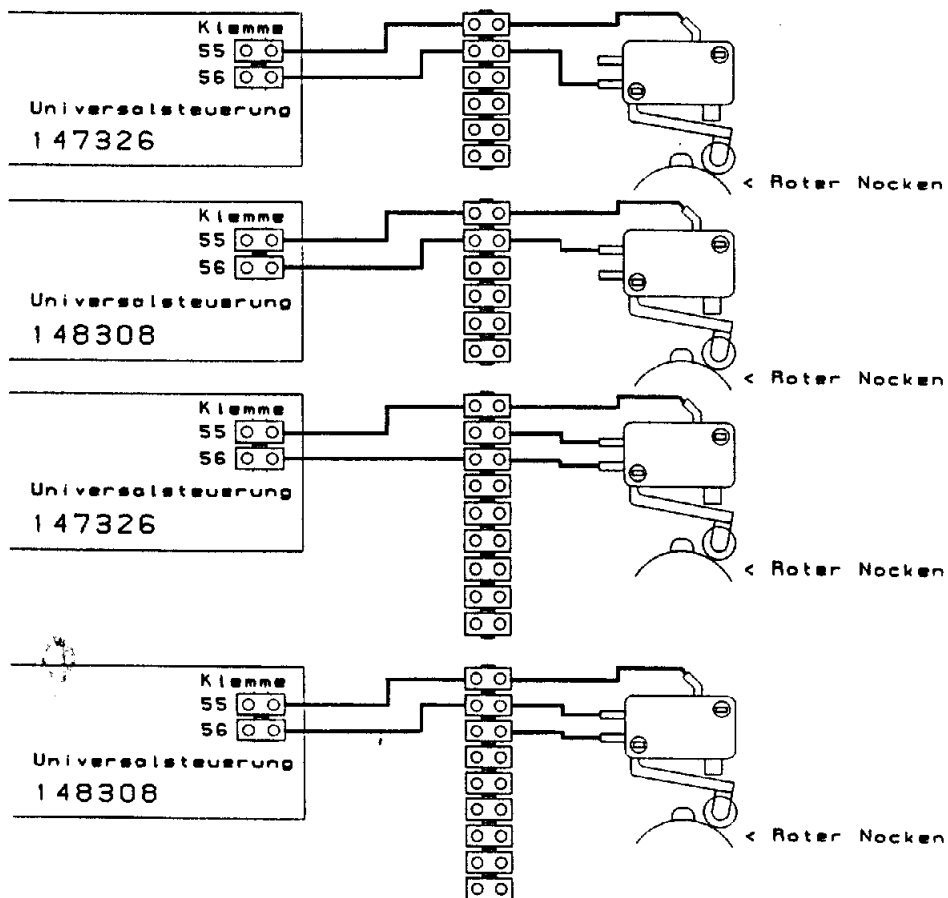 Klemme
55
56
Universalsteuerung
147326
< Roter Nocken
Klemme
55
56
Universalsteuerung
148308
< Roter Nocken
Klemme
55
56
Universalsteuerung
147326
< Roter Nocken
Klemme
55
56
Universalsteuerung
148308
< Roter Nocken